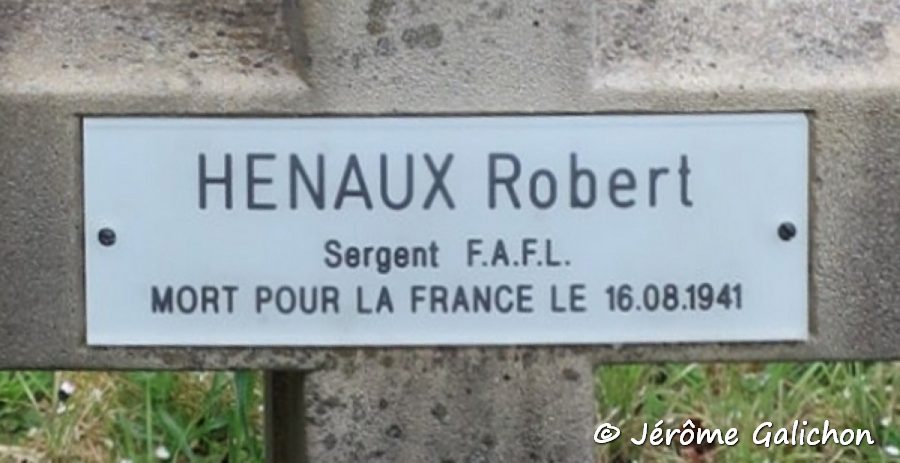 HENAUX Robert
Sergent F.A.F.L.
MORT POUR LA FRANCE LE 16.08.1941
© Jérôme Galichon